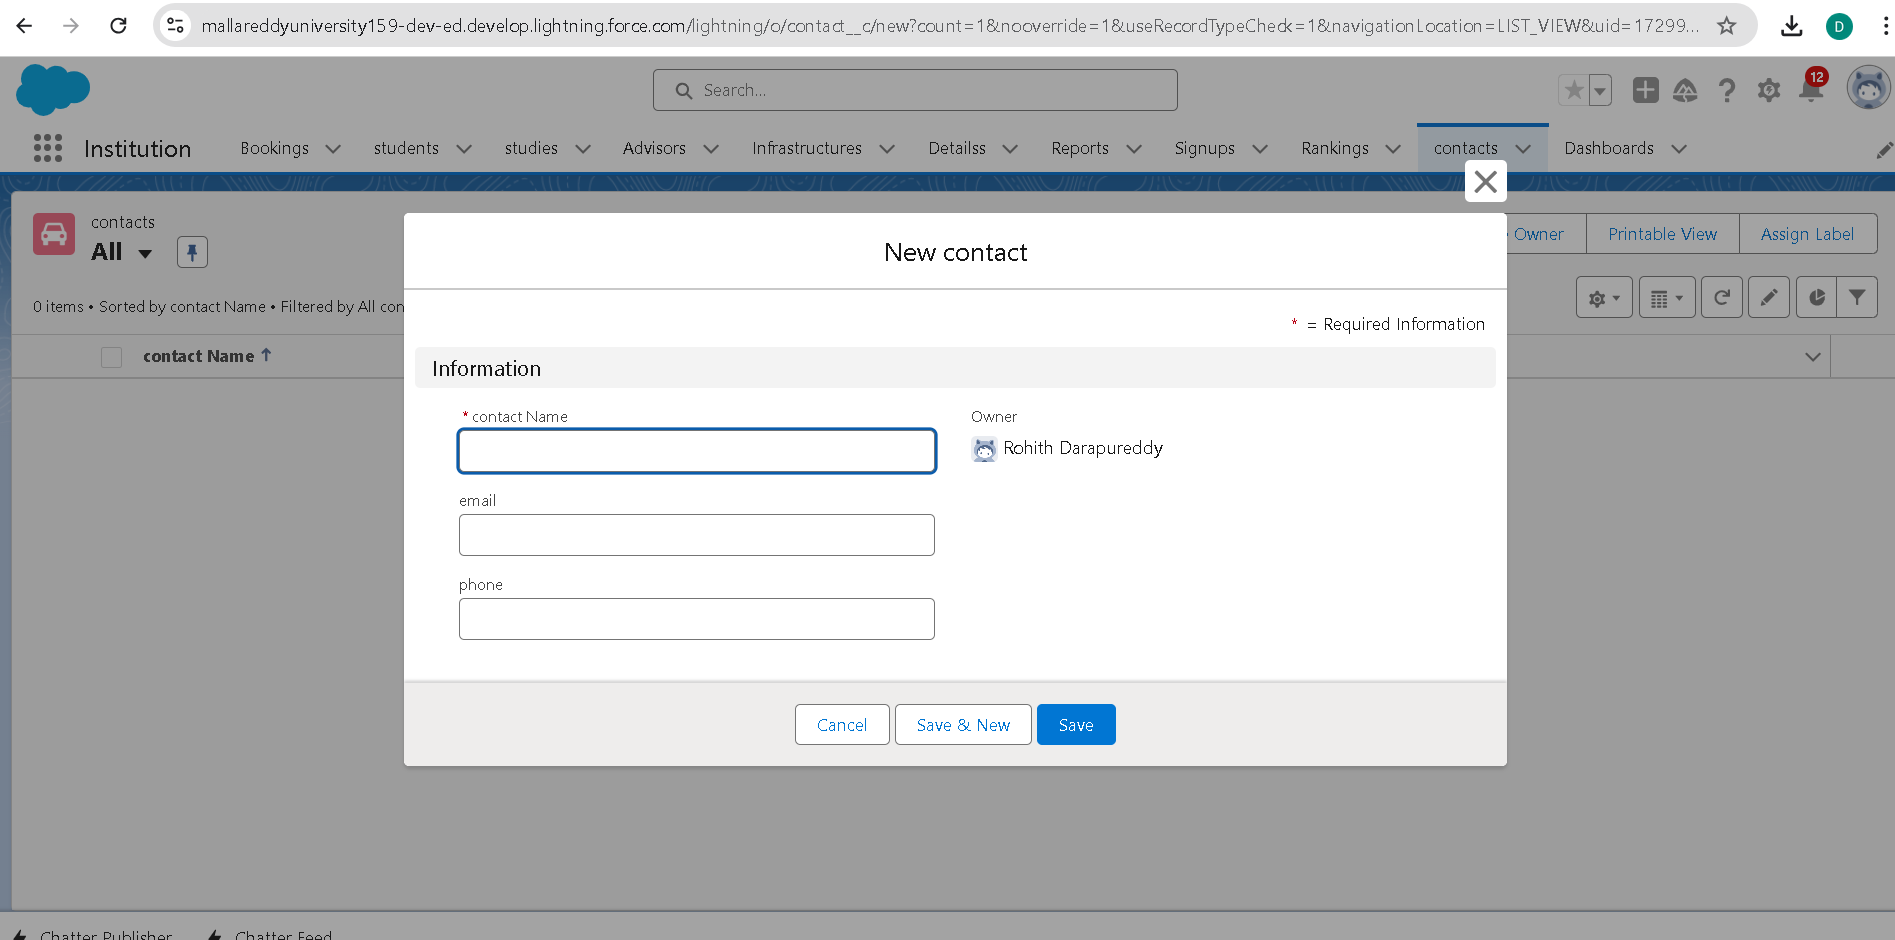 mallareddyuniversity159-dev-ed.develop.lightning.force.com/lightning/o/contact__c/new?count=1&nooverride=1&useRecordTypeCheck=1&navigationLocation=LIST_VIEW&uid=17299...
D
Search...
12
Institution
Bookings
students
studies
Advisors
Infrastructures
Detailss
Reports
Signups
Rankings
contacts
Dashboards
contacts
All
Owner
Printable View
Assign Label
0 items • Sorted by contact Name • Filtered by All con
contact Name
New contact
* = Required Information
Information
* contact Name
Owner
Rohith Darapureddy
email
phone
Cancel
Save & New
Save
Chatter Publisher
Chatter Feed